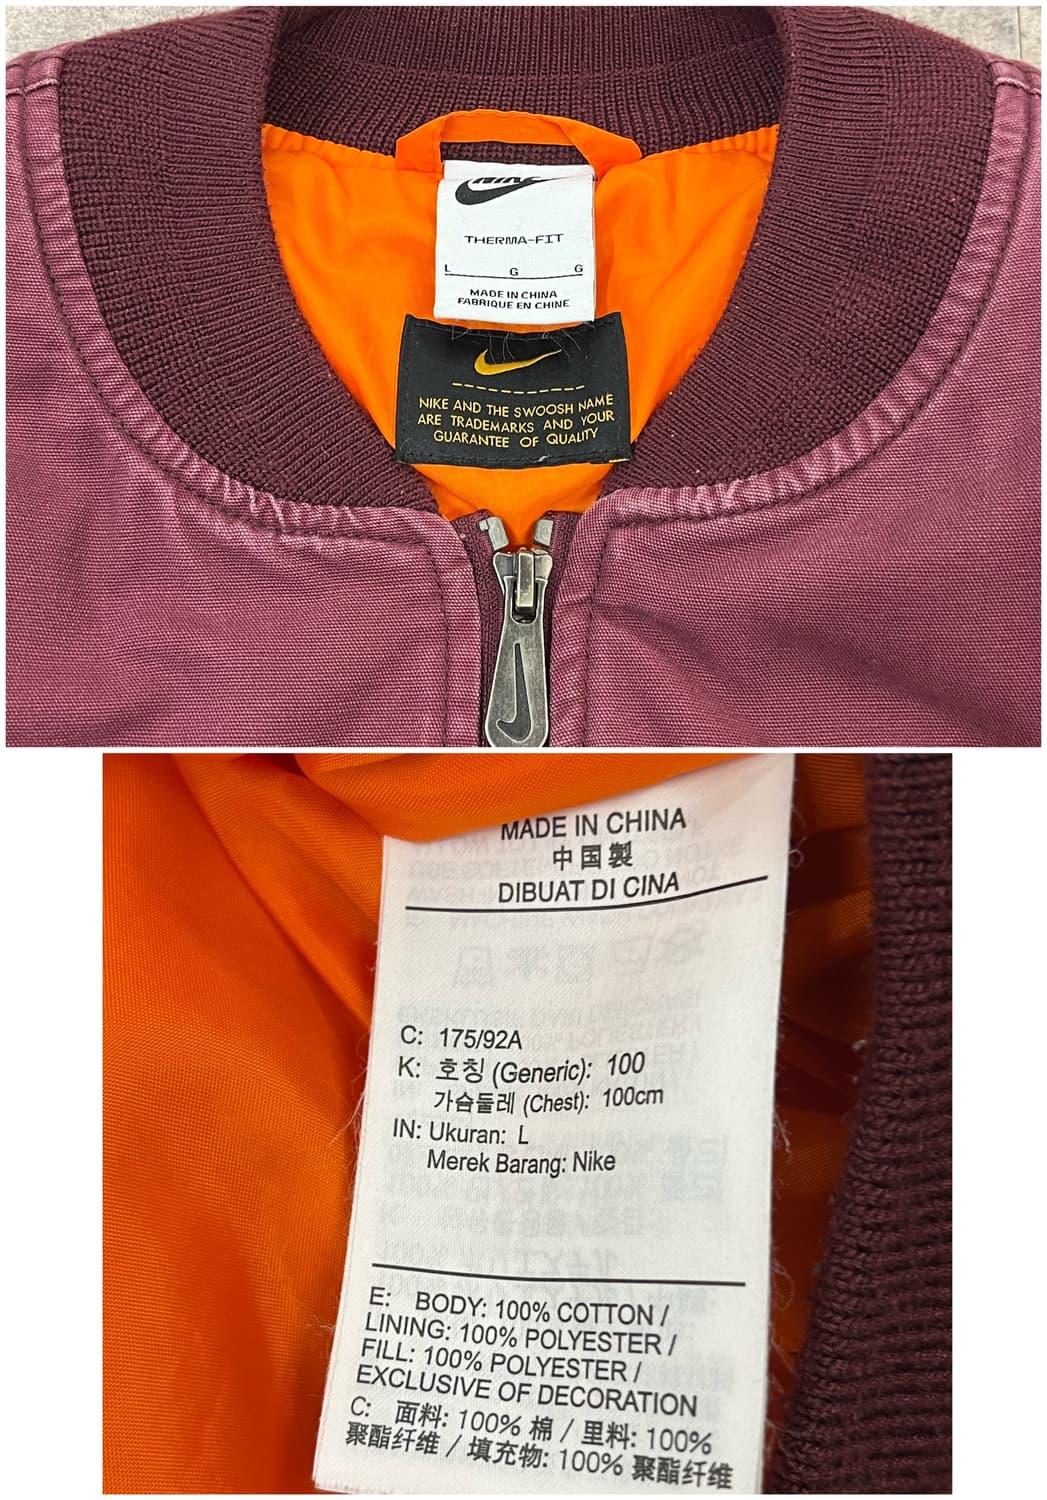 NIKE
THERMA-FIT
L G G
MADE IN CHINA
FABRIQUE EN CHINE
NIKE AND THE SWOOSH NAME
ARE TRADEMARKS AND YOUR
GUARANTEE OF QUALITY
MADE IN CHINA
中国製
DIBUAT DI CINA
C: 175/92A
K: 호칭 (Generic): 100
가슴둘레 (Chest): 100cm
IN: Ukuran: L
Merek Barang: Nike
E: BODY: 100% COTTON /
LINING: 100% POLYESTER /
FILL: 100% POLYESTER /
EXCLUSIVE OF DECORATION
C: 面料: 100% 棉 / 里料: 100%
聚酯纤维 / 填充物: 100% 聚酯纤维